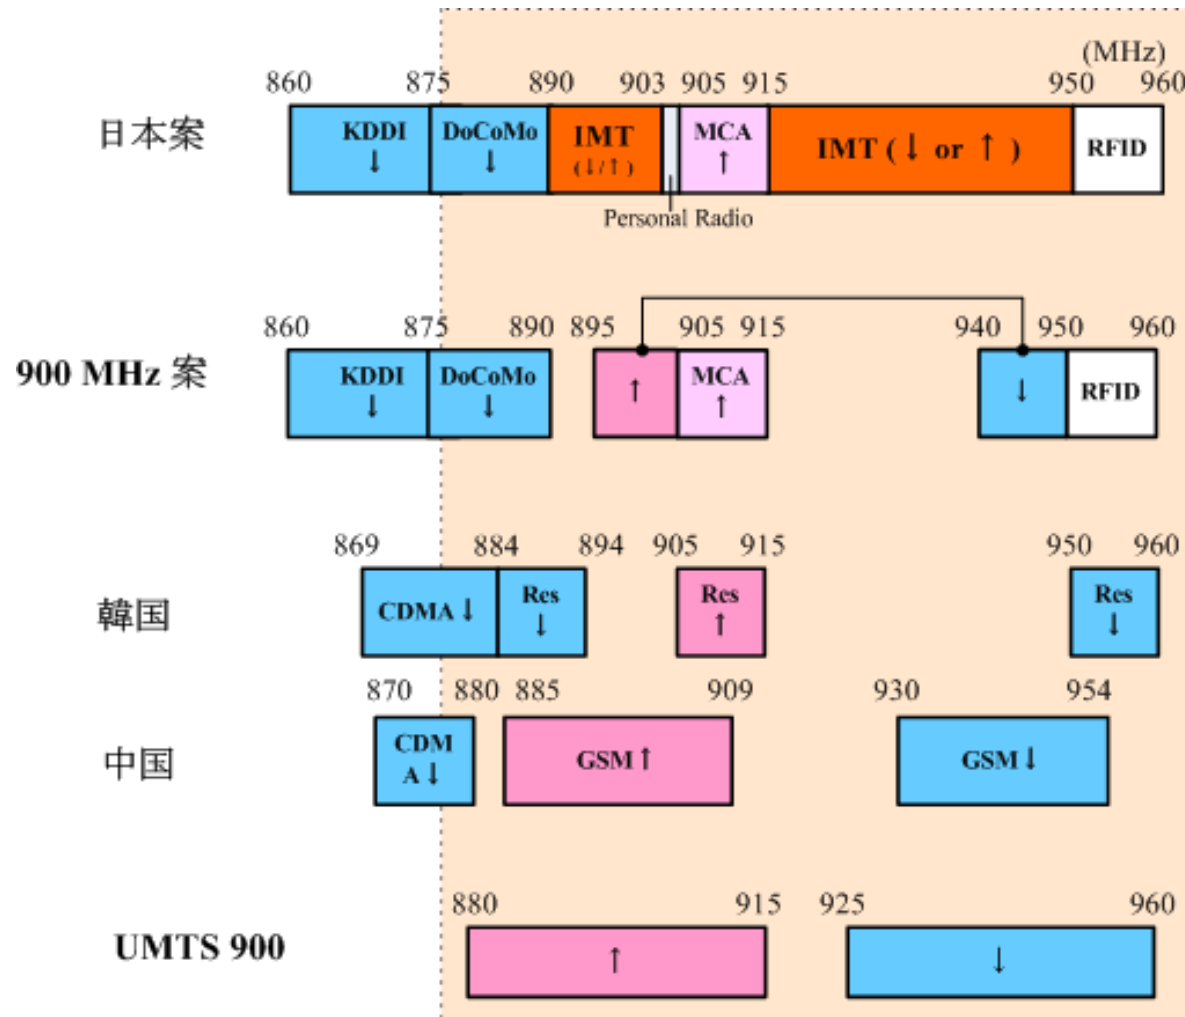 (MHz)
860 875 890 903 905 915 950 960
日本案
KDDI
↓
DoCoMo
↓
IMT
(↓/↑)
MCA
↑
IMT (↓ or ↑)
RFID
Personal Radio
860 875 890 895 905 915 940 950 960
900 MHz 案
KDDI
↓
DoCoMo
↓
↑
MCA
↑
↓
RFID
869 884 894 905 915 950 960
韓国
CDMA↓
Res
↓
Res
↑
Res
↓
870 880 885 909 930 954
中国
CDM
A↓
GSM↑
GSM↓
880 915 925 960
UMTS 900
↑
↓